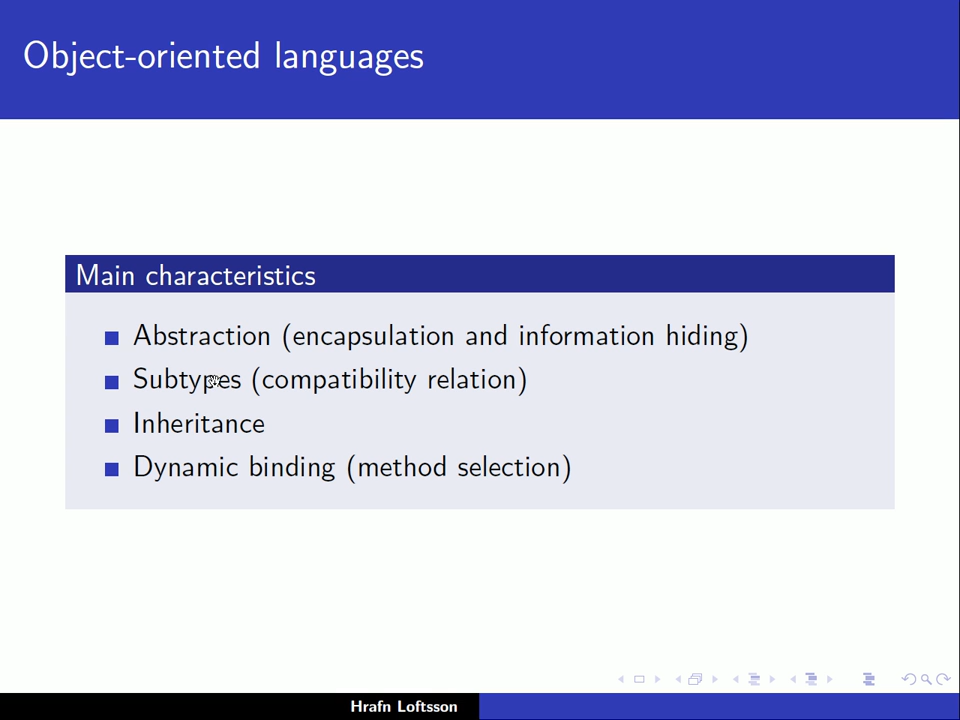 Object-oriented languages
Main characteristics
Abstraction (encapsulation and information hiding)
Subtypes (compatibility relation)
Inheritance
Dynamic binding (method selection)
Hrafn Loftsson